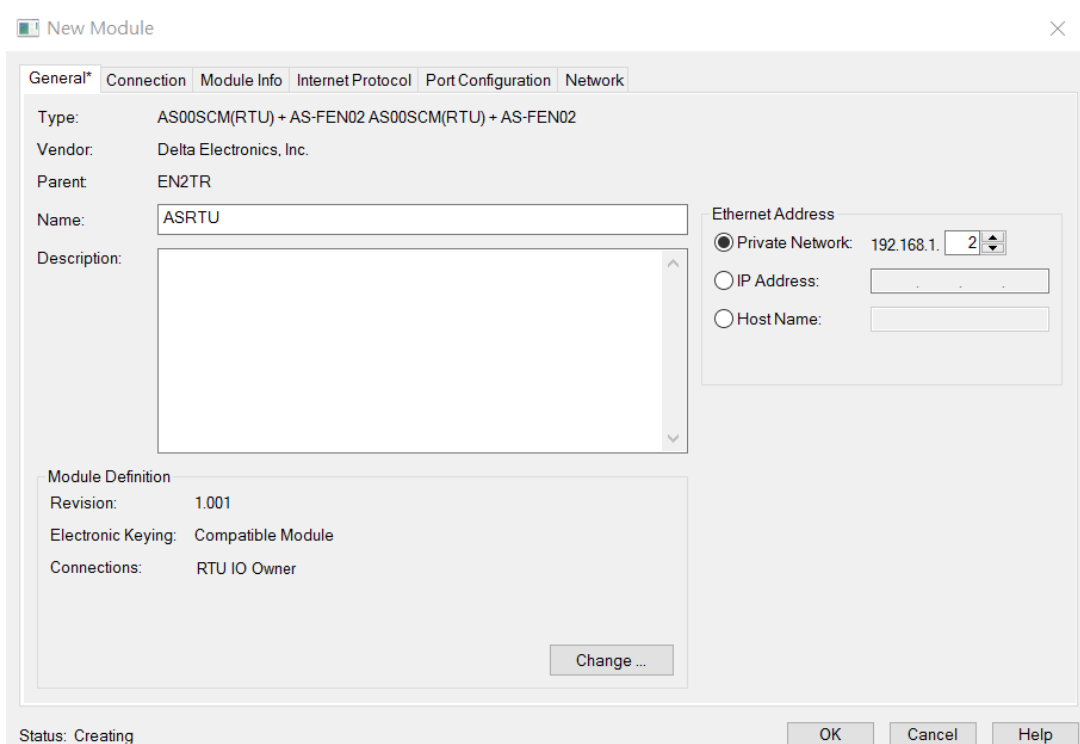 New Module
General* Connection Module Info Internet Protocol Port Configuration Network
Type: AS00SCM(RTU) + AS-FEN02 AS00SCM(RTU) + AS-FEN02
Vendor: Delta Electronics, Inc.
Parent: EN2TR
Name: ASRTU
Description:
Ethernet Address
Private Network: 192.168.1. 2
IP Address: . . .
Host Name:
Module Definition
Revision: 1.001
Electronic Keying: Compatible Module
Connections: RTU IO Owner
Change ...
Status: Creating
OK Cancel Help